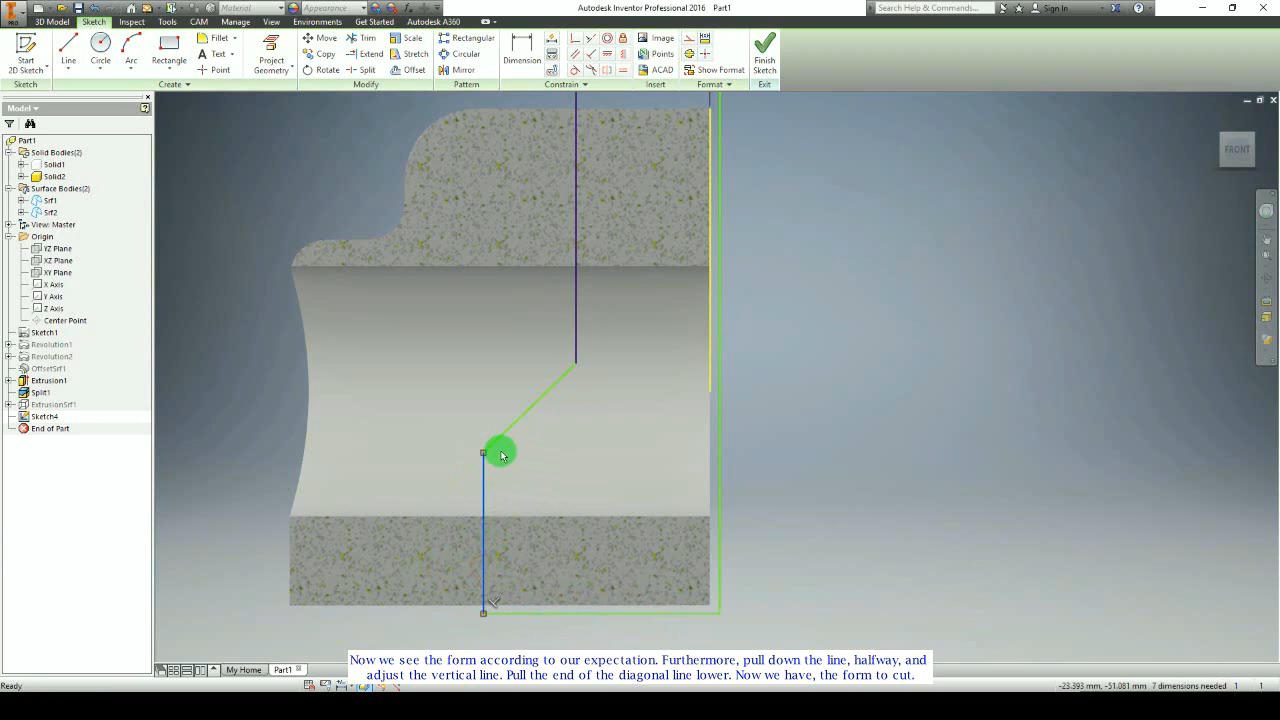 Material
Appearance
Autodesk Inventor Professional 2016 Part1
Search Help & Commands...
Sign In
PRO
3D Model Sketch Inspect Tools CAM Manage View Environments Get Started Autodesk A360
Start
2D Sketch
Line
Circle
Arc
Rectangle
Fillet
Text
Point
Project
Geometry
Move
Copy
Rotate
Trim
Extend
Split
Scale
Stretch
Offset
Rectangular
Circular
Mirror
Dimension
Image
Points
ACAD
Show Format
Finish
Sketch
Sketch Create Modify Pattern Constrain Insert Format Exit
Model
Part1
Solid Bodies(2)
Solid1
Solid2
Surface Bodies(2)
Srf1
Srf2
View: Master
Origin
YZ Plane
XZ Plane
XY Plane
X Axis
Y Axis
Z Axis
Center Point
Sketch1
Revolution1
Revolution2
OffsetSrf1
Extrusion1
Split1
ExtrusionSrf1
Sketch4
End of Part
FRONT
My Home Part1
Now we see the form according to our expectation. Furthermore, pull down the line, halfway, and
adjust the vertical line. Pull the end of the diagonal line lower. Now we have, the form to cut.
Ready
-23.393 mm, -51.081 mm 7 dimensions needed 1 1